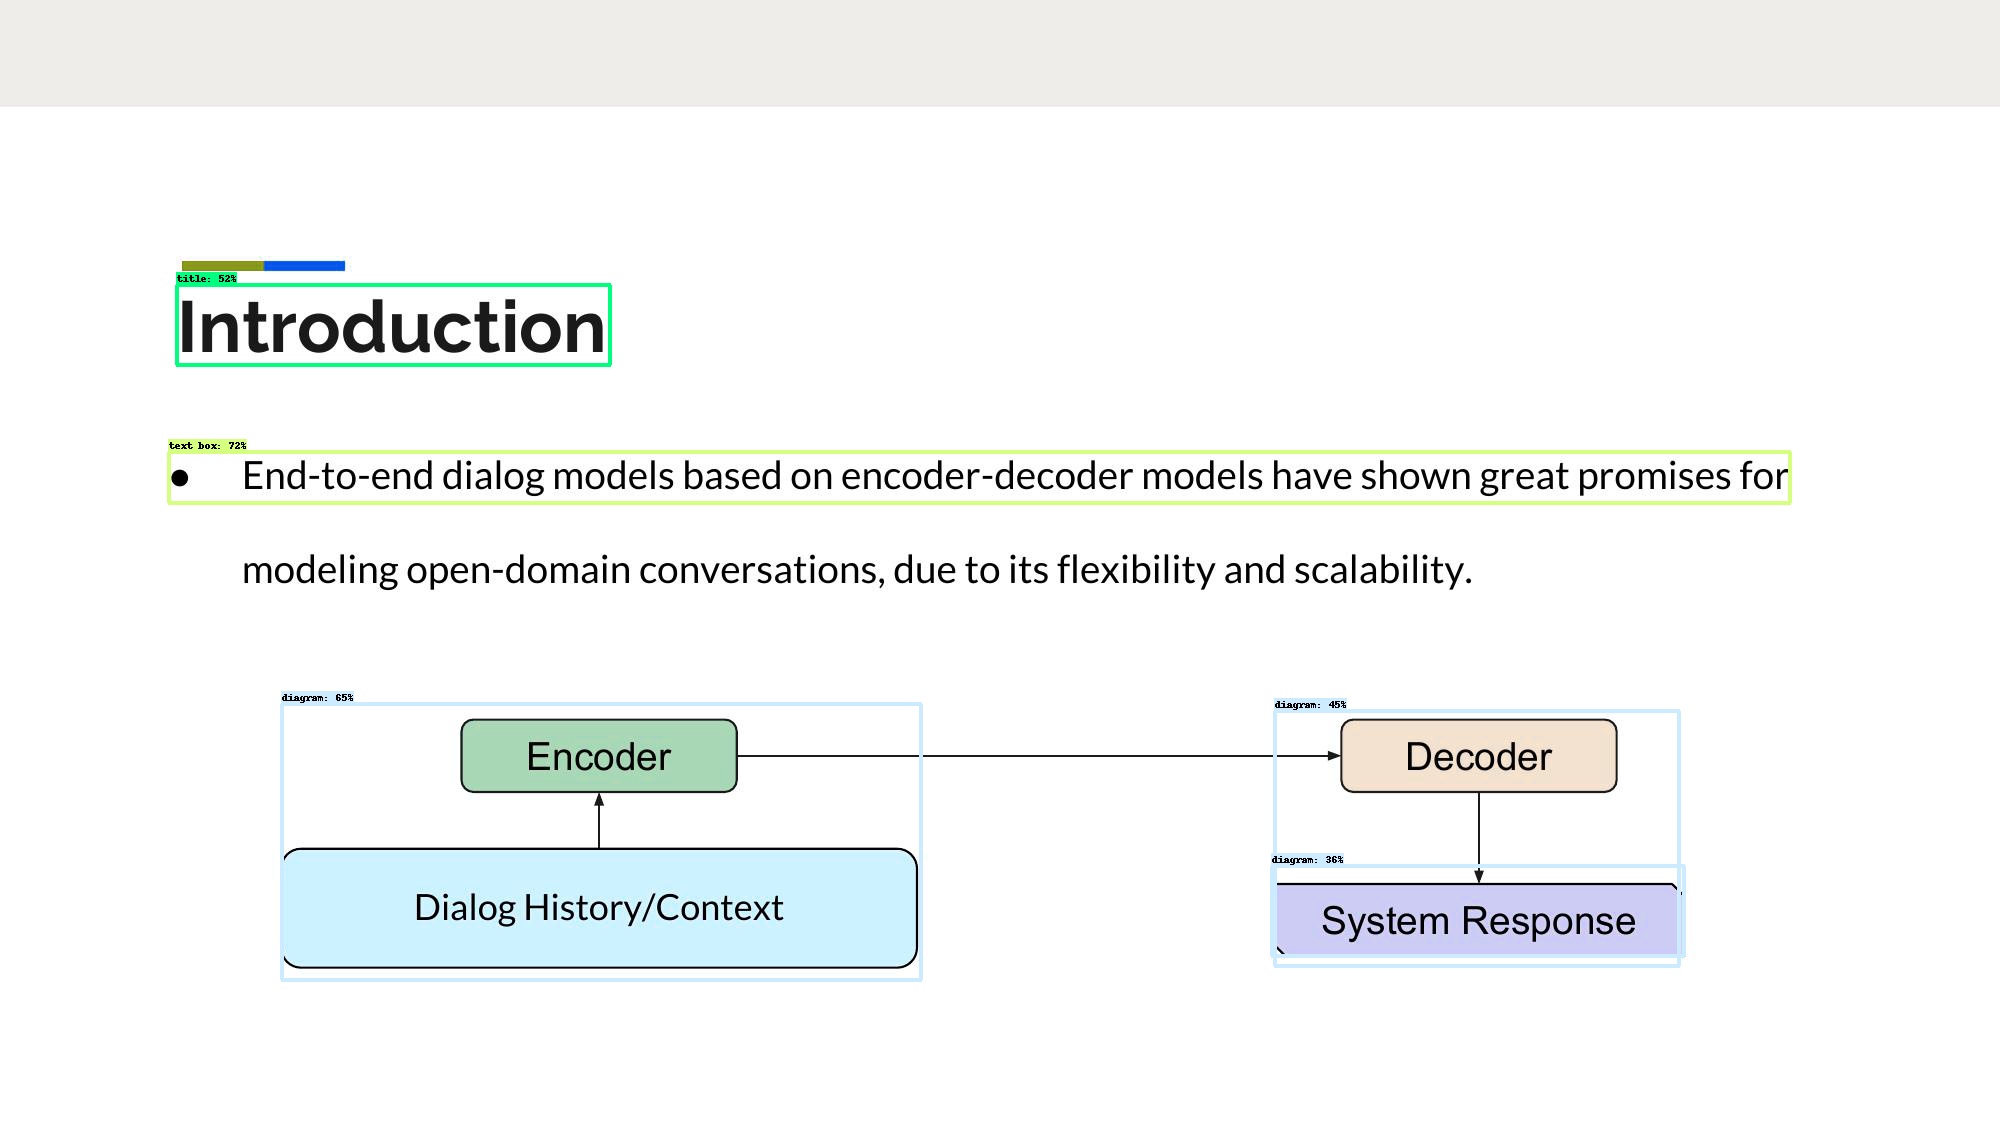 title: 52%
Introduction
text box: 72%
● End-to-end dialog models based on encoder-decoder models have shown great promises for
modeling open-domain conversations, due to its flexibility and scalability.
diagram: 65%
diagram: 45%
Encoder
Decoder
diagram: 36%
Dialog History/Context
System Response